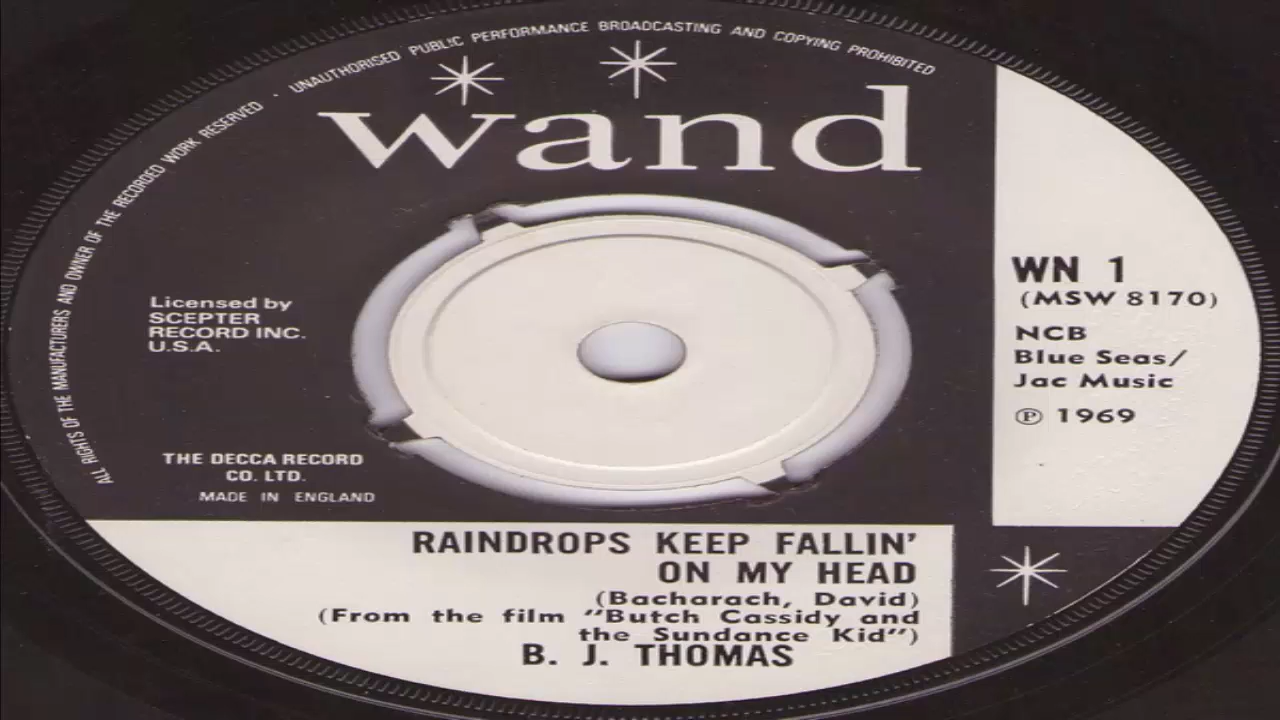 ALL RIGHTS OF THE MANUFACTURERS AND OWNER OF THE RECORDED WORK RESERVED · UNAUTHORISED PUBLIC PERFORMANCE BROADCASTING AND COPYING PROHIBITED
wand
WN 1
(MSW 8170)
NCB
Blue Seas/
Jac Music
℗ 1969
Licensed by
SCEPTER
RECORD INC.
U.S.A.
THE DECCA RECORD
CO. LTD.
MADE IN ENGLAND
RAINDROPS KEEP FALLIN'
ON MY HEAD
(Bacharach, David)
(From the film "Butch Cassidy and
the Sundance Kid")
B. J. THOMAS